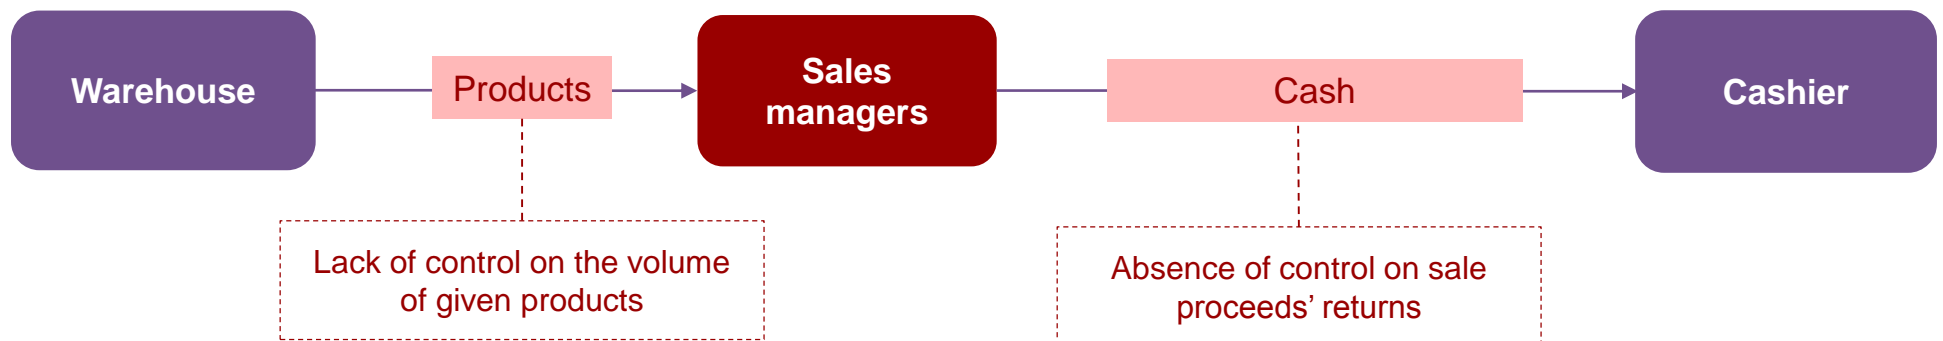 Warehouse
Products
Sales
managers
Cash
Cashier
Lack of control on the volume
of given products
Absence of control on sale
proceeds’ returns